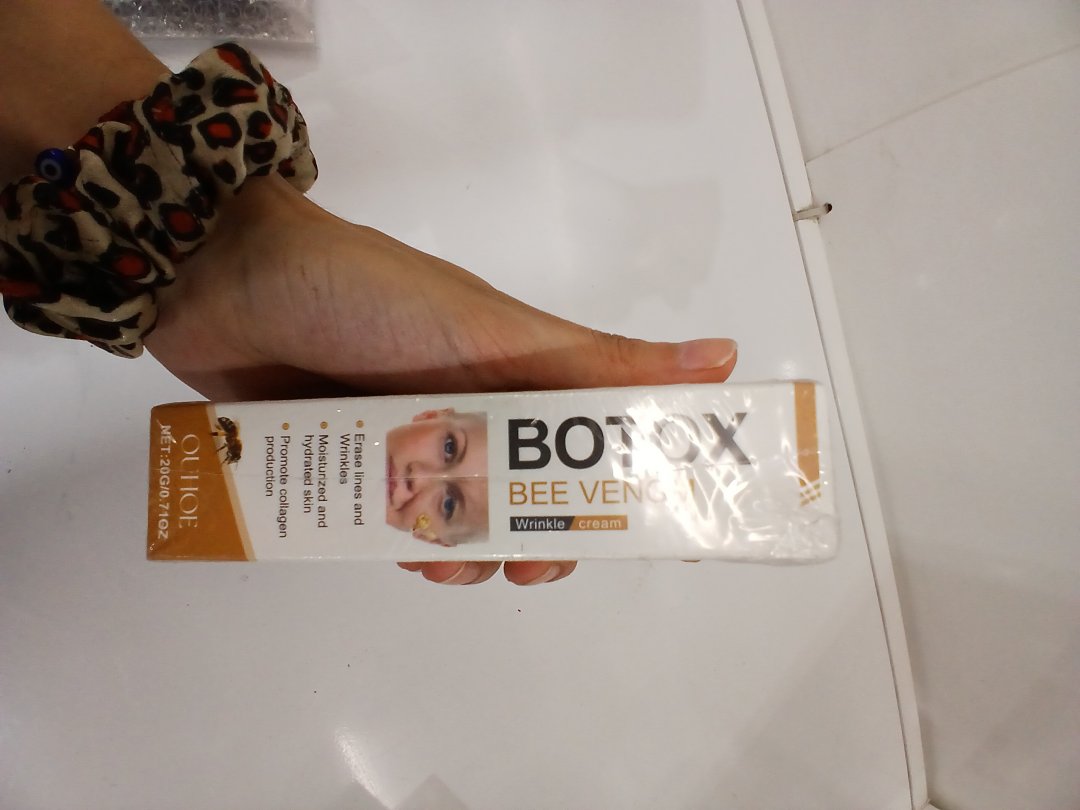 BOTOX
BEE VENOM
Wrinkle cream
Erase lines and
Wrinkles
Moisturized and
hydrated skin
Promote collagen
production
OUHOE
NET:20G/0.71OZ